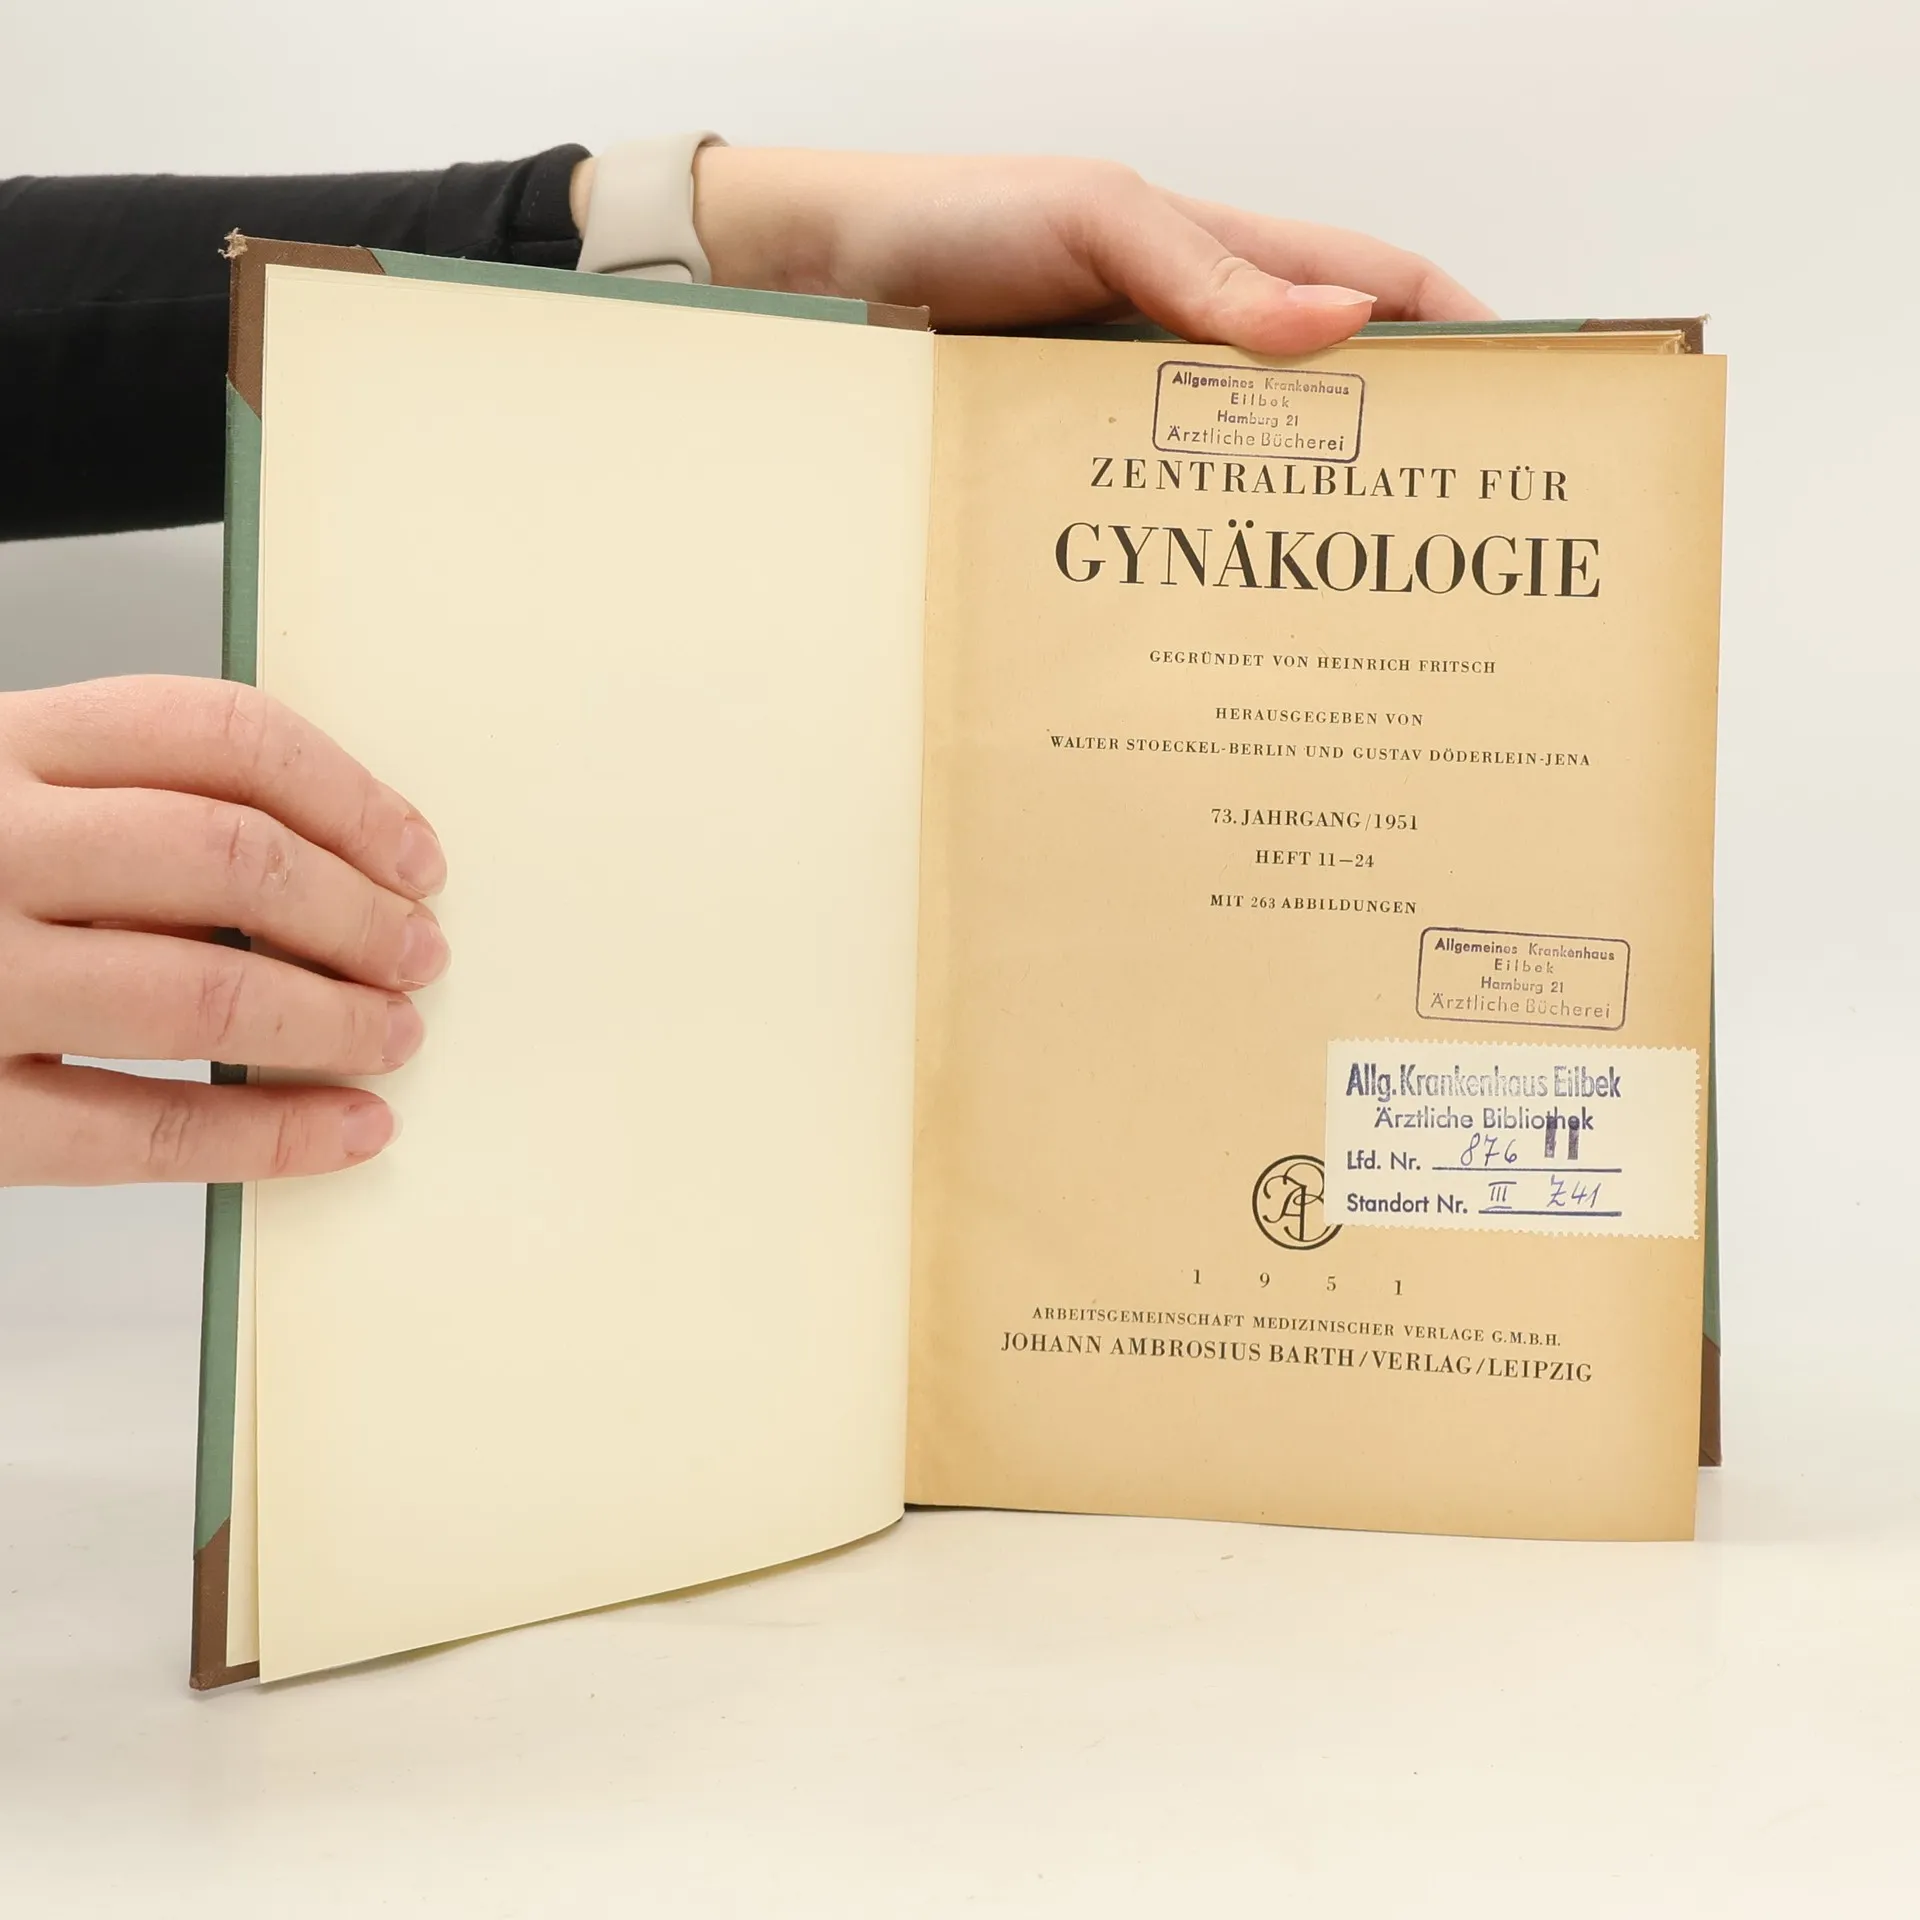 Allgemeines Krankenhaus
Eilbek
Hamburg 21
Ärztliche Bücherei
ZENTRALBLATT FÜR
GYNÄKOLOGIE
GEGRÜNDET VON HEINRICH FRITSCH
HERAUSGEGEBEN VON
WALTER STOECKEL-BERLIN UND GUSTAV DÖDERLEIN-JENA
73. JAHRGANG/1951
HEFT 11—24
MIT 263 ABBILDUNGEN
Allgemeines Krankenhaus
Eilbek
Hamburg 21
Ärztliche Bücherei
Allg. Krankenhaus Eilbek
Ärztliche Bibliothek
Lfd. Nr. 876 II
Standort Nr. III Z41
1 9 5 1
ARBEITSGEMEINSCHAFT MEDIZINISCHER VERLAGE G.M.B.H.
JOHANN AMBROSIUS BARTH/VERLAG/LEIPZIG